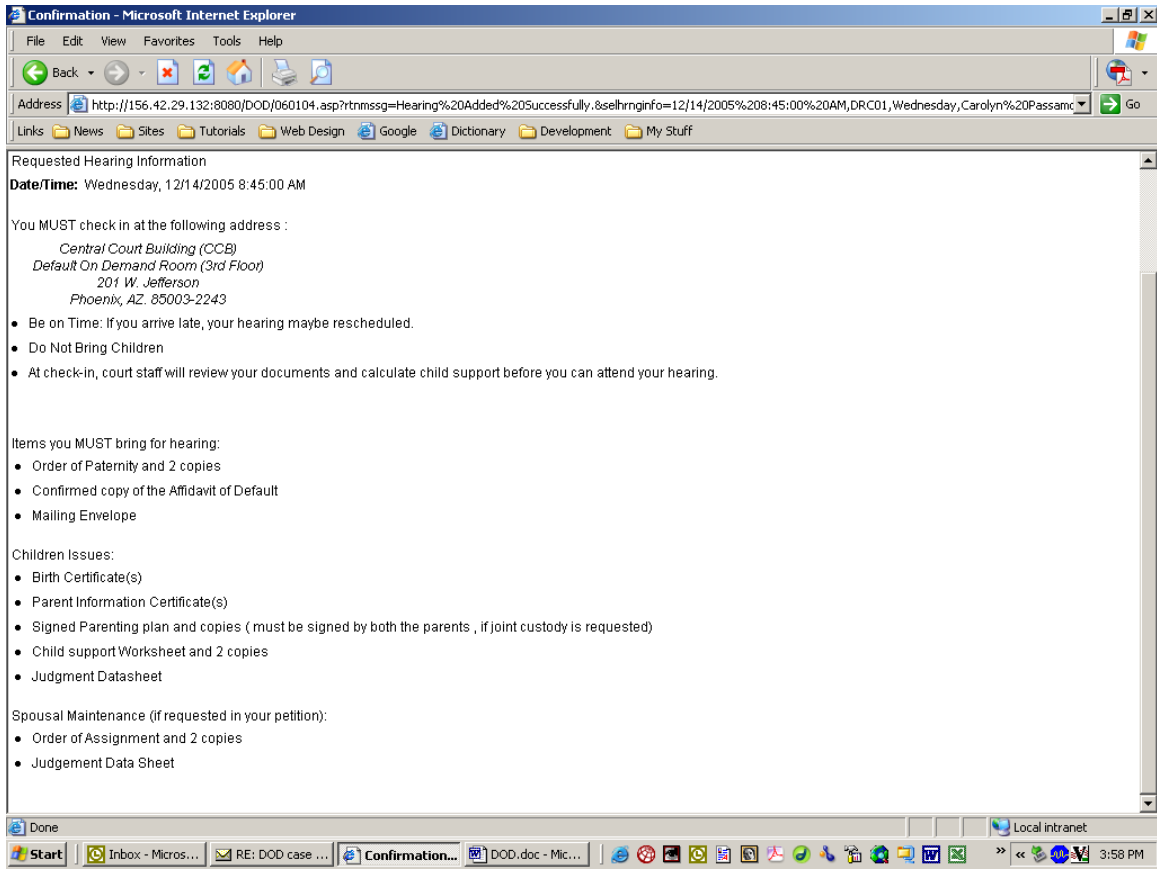 Confirmation - Microsoft Internet Explorer
File Edit View Favorites Tools Help
Back
Address http://156.42.29.132:8080/DOD/060104.asp?rtnmssg=Hearing%20Added%20Successfully.&selhrnginfo=12/14/2005%208:45:00%20AM,DRC01,Wednesday,Carolyn%20Passamo Go
Links News Sites Tutorials Web Design Google Dictionary Development My Stuff
Requested Hearing Information
Date/Time: Wednesday, 12/14/2005 8:45:00 AM
You MUST check in at the following address :
Central Court Building (CCB)
Default On Demand Room (3rd Floor)
201 W. Jefferson
Phoenix, AZ. 85003-2243
• Be on Time: If you arrive late, your hearing maybe rescheduled.
• Do Not Bring Children
• At check-in, court staff will review your documents and calculate child support before you can attend your hearing.
Items you MUST bring for hearing:
• Order of Paternity and 2 copies
• Confirmed copy of the Affidavit of Default
• Mailing Envelope
Children Issues:
• Birth Certificate(s)
• Parent Information Certificate(s)
• Signed Parenting plan and copies ( must be signed by both the parents , if joint custody is requested)
• Child support Worksheet and 2 copies
• Judgment Datasheet
Spousal Maintenance (if requested in your petition):
• Order of Assignment and 2 copies
• Judgement Data Sheet
Done Local intranet
Start Inbox - Micros... RE: DOD case ... Confirmation... DOD.doc - Mic... » « 3:58 PM